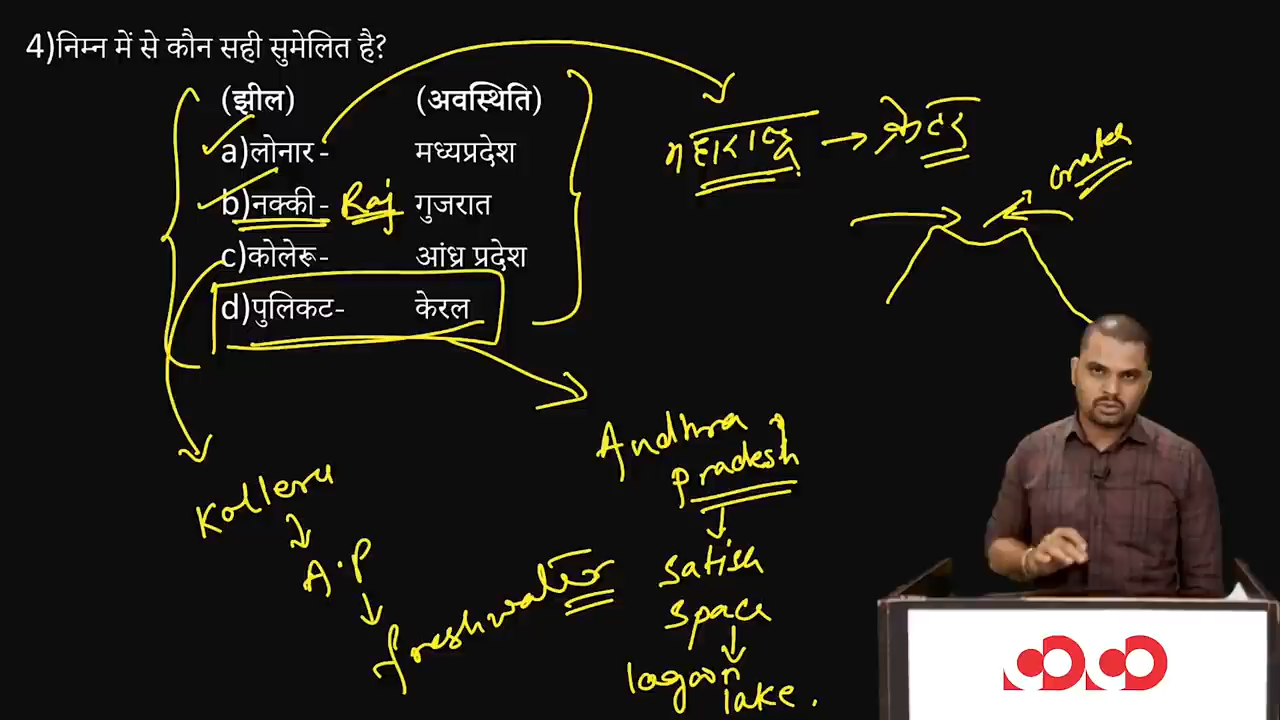 4)निम्न में से कौन सही सुमेलित है?
(झील) (अवस्थिति)
a)लोनार- मध्यप्रदेश
b)नक्की- Raj गुजरात
c)कोलेरू- आंध्र प्रदेश
d)पुलिकट- केरल
महाराष्ट्र → क्रेटर
crater
Andhra
Pradesh
Satish
Space
lagoon
lake.
Kolleru
A.P
freshwater